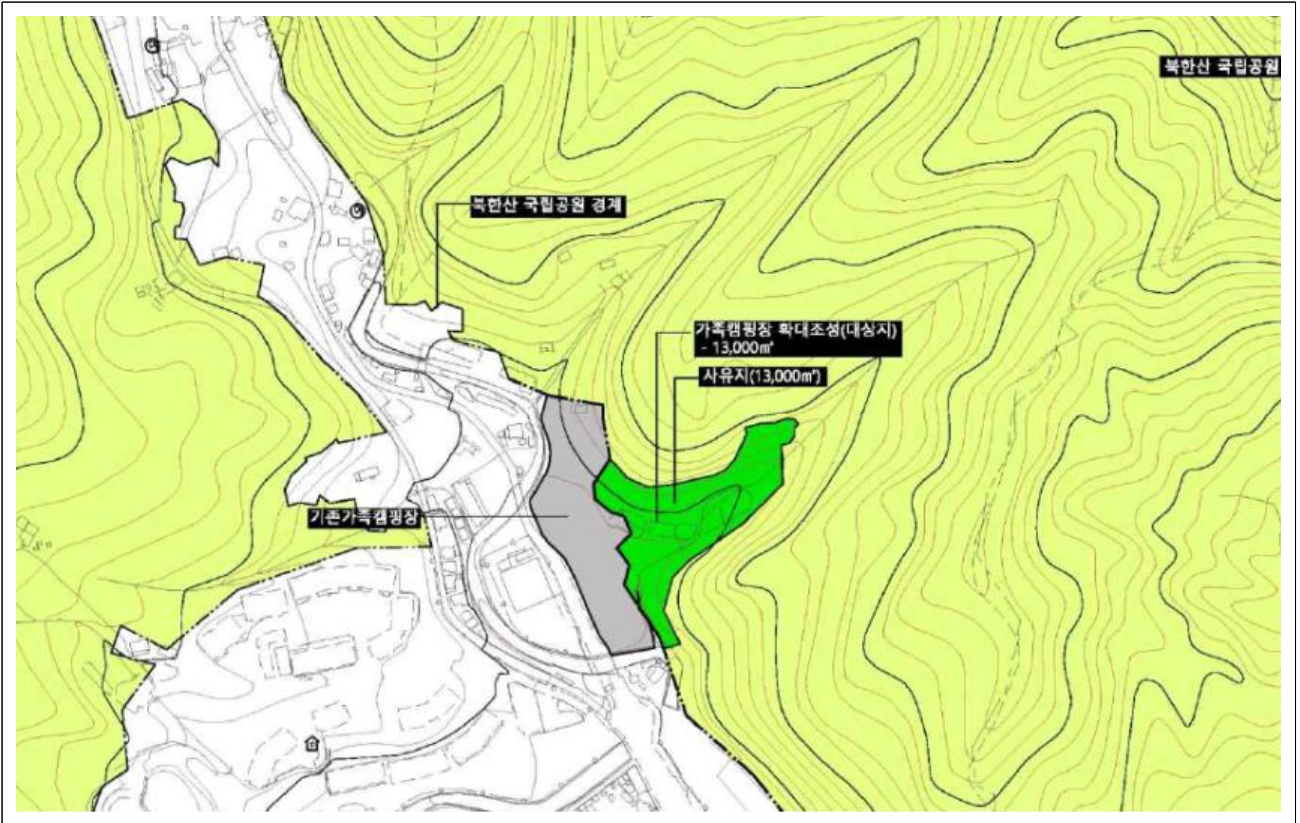 북한산 국립공원
북한산 국립공원 경계
가족캠핑장 확대조성(대상지)
- 13,000㎡
사유지(13,000㎡)
기존가족캠핑장